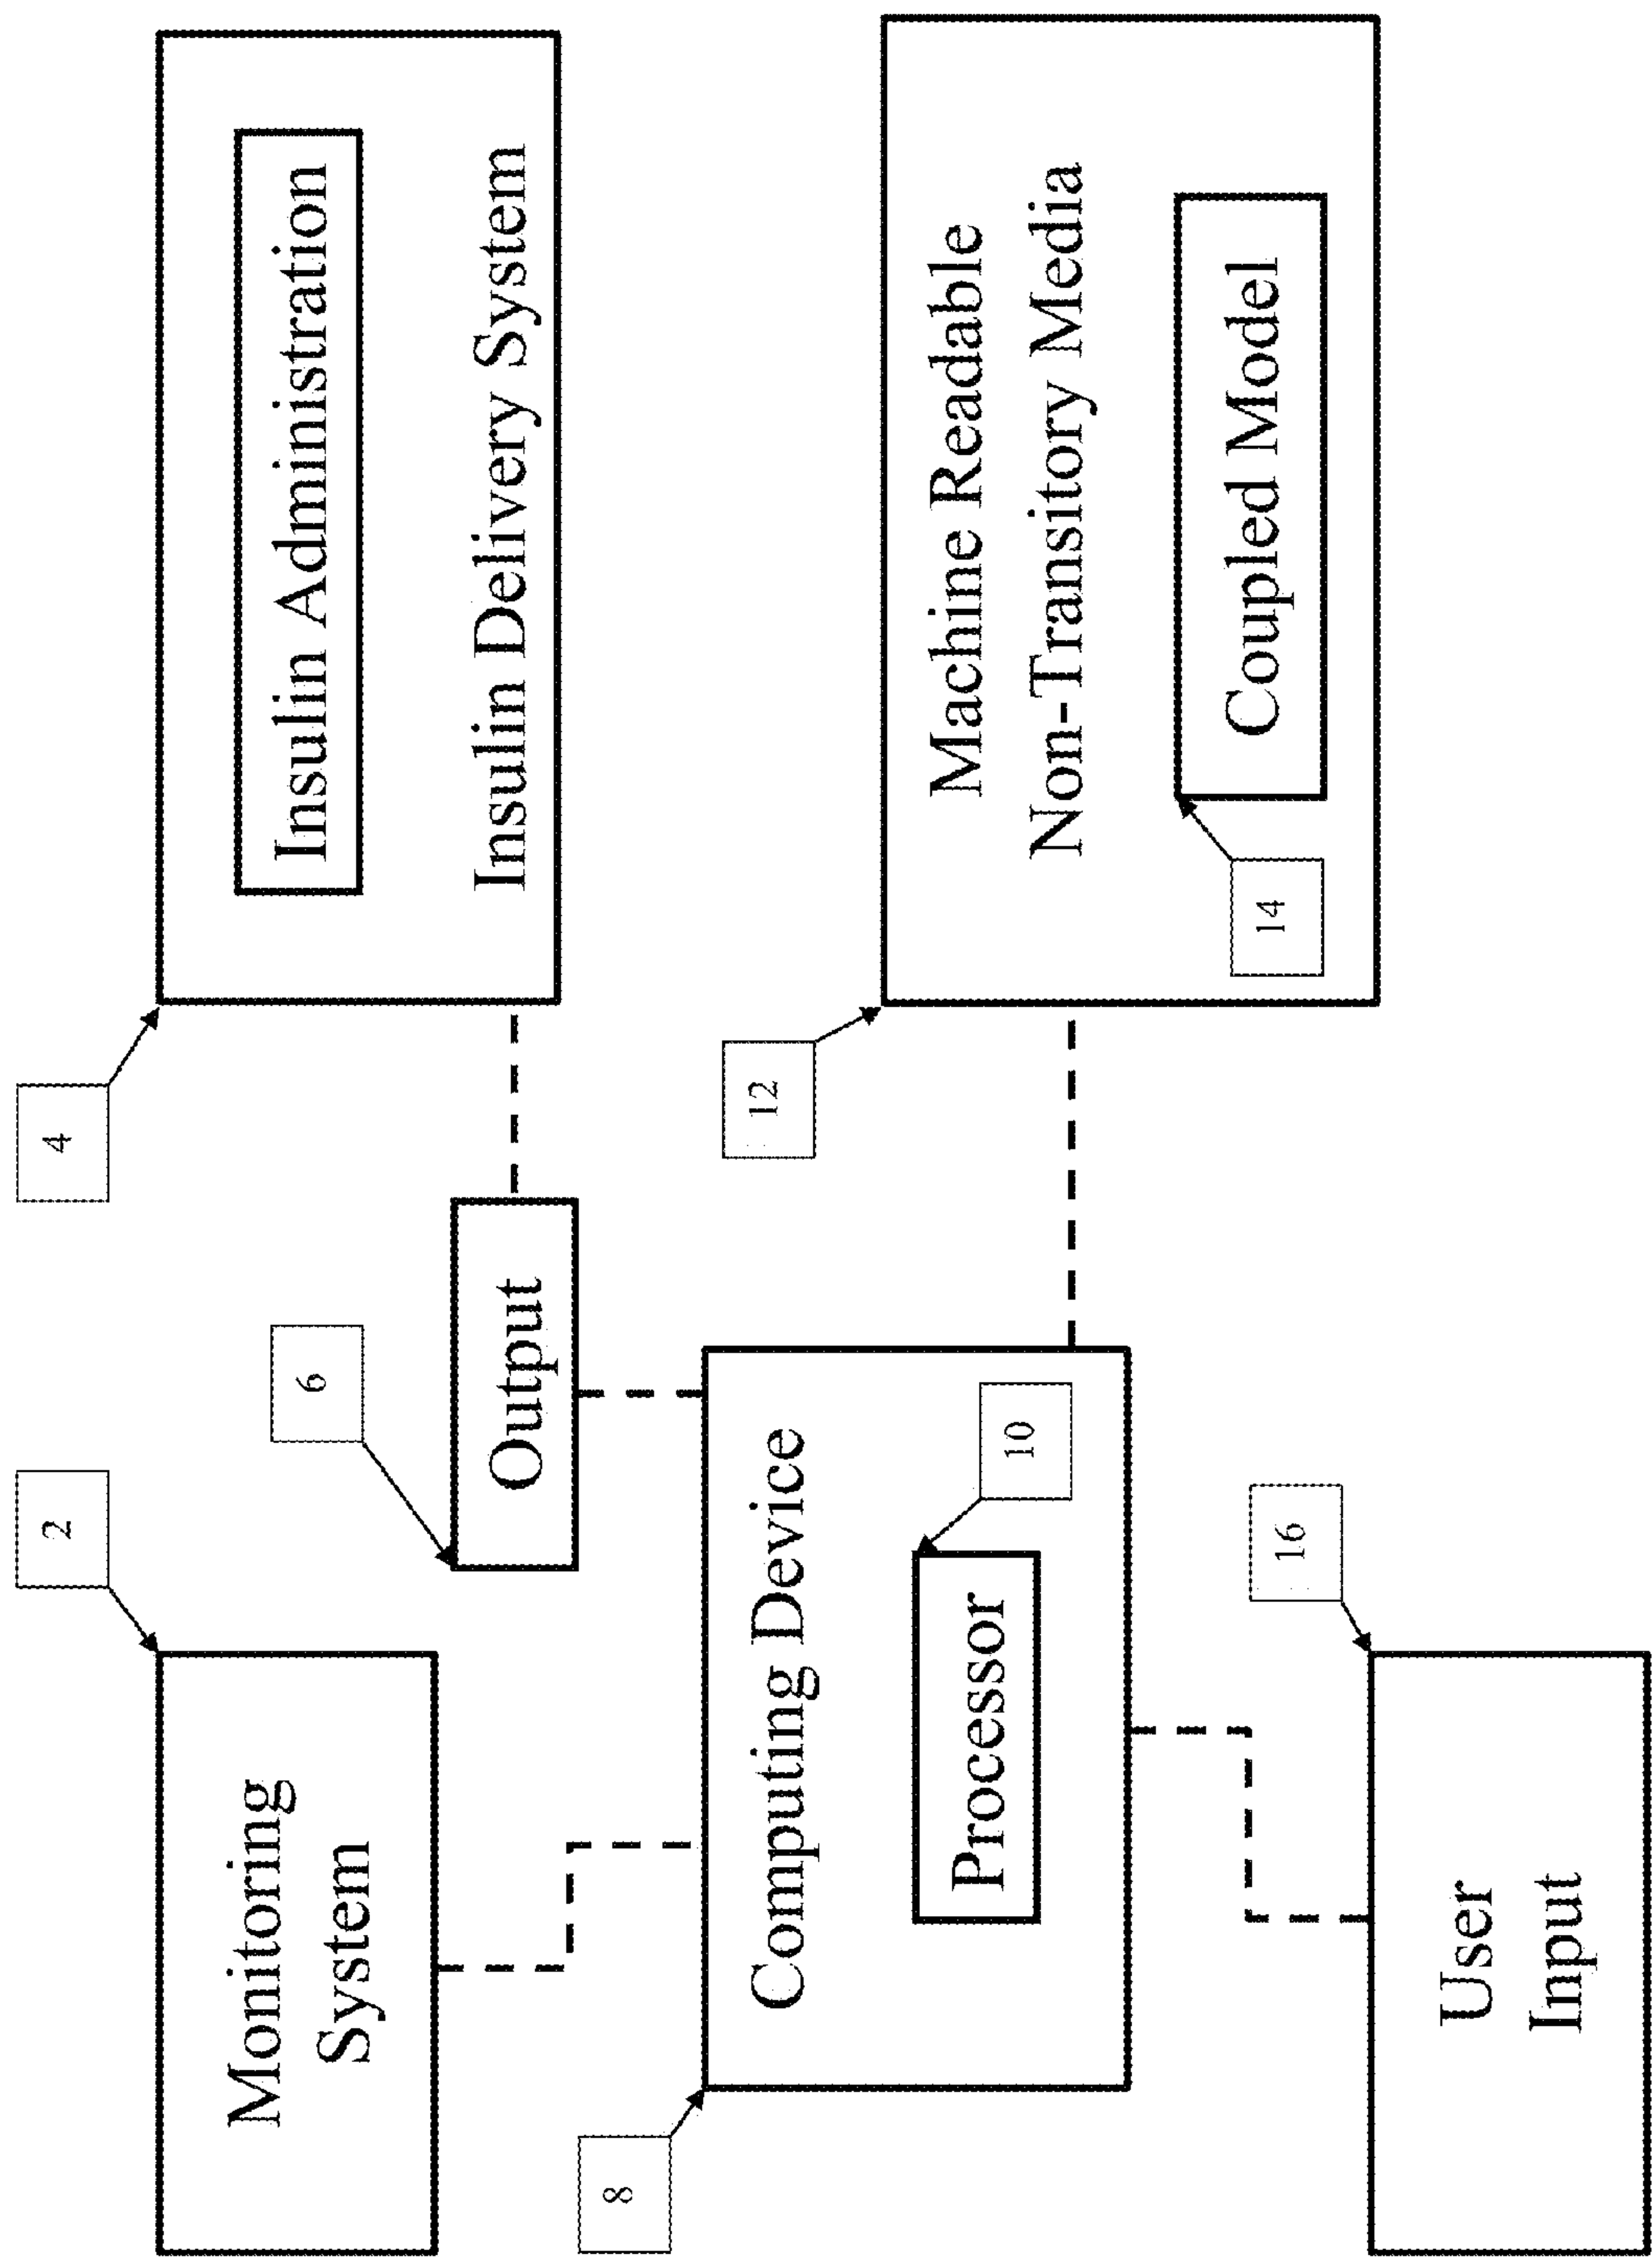 2
Monitoring
System
4
Insulin Administration
Insulin Delivery System
6
Output
8
Computing Device
10
Processor
12
Machine Readable
Non-Transitory Media
14
Coupled Model
16
User
Input